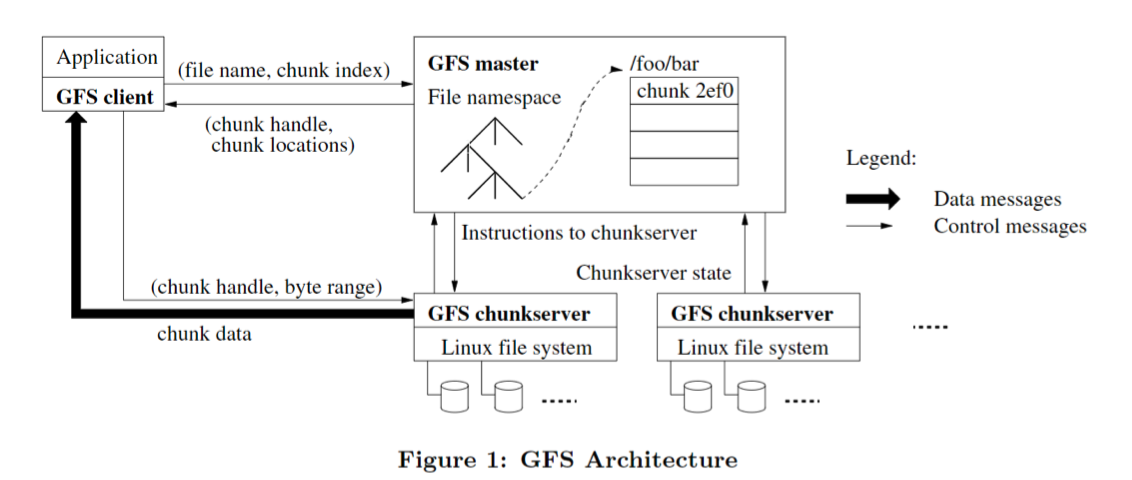 Application
GFS client
(file name, chunk index)
(chunk handle,
chunk locations)
GFS master
File namespace
/foo/bar
chunk 2ef0
Legend:
Data messages
Control messages
Instructions to chunkserver
Chunkserver state
(chunk handle, byte range)
chunk data
GFS chunkserver
Linux file system
GFS chunkserver
Linux file system
Figure 1: GFS Architecture